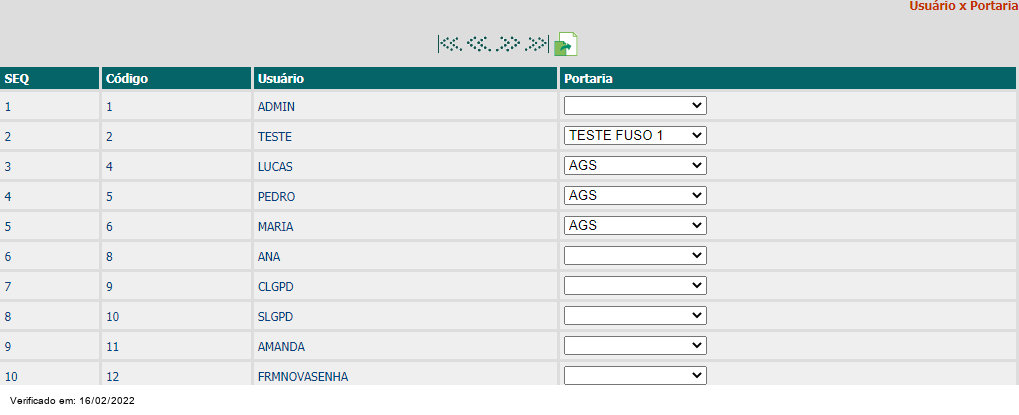 Usuário x Portaria
SEQ Código Usuário Portaria
1 1 ADMIN
2 2 TESTE TESTE FUSO 1
3 4 LUCAS AGS
4 5 PEDRO AGS
5 6 MARIA AGS
6 8 ANA
7 9 CLGPD
8 10 SLGPD
9 11 AMANDA
10 12 FRMNOVASENHA
Verificado em: 16/02/2022